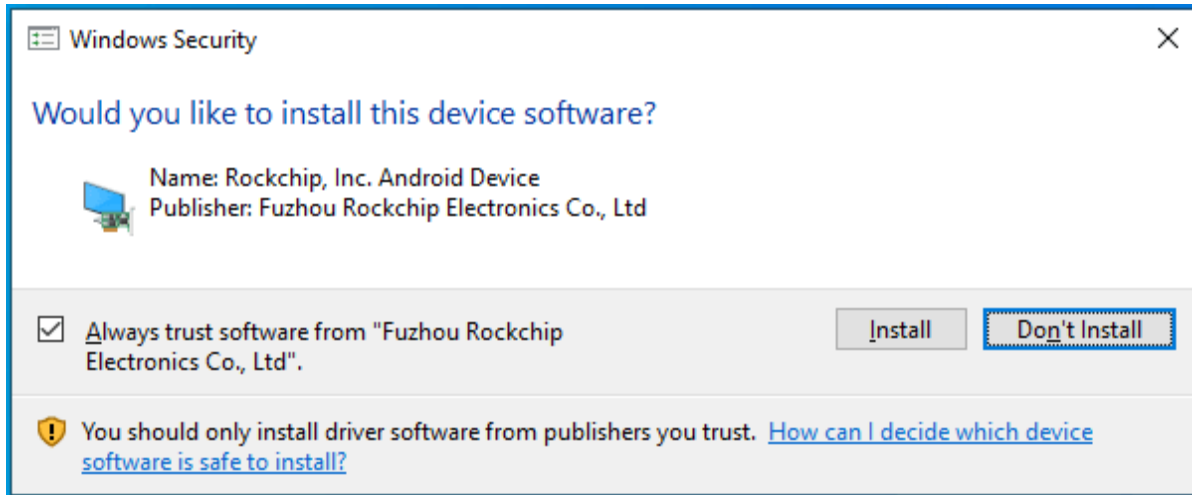 Windows Security
Would you like to install this device software?
Name: Rockchip, Inc. Android Device
Publisher: Fuzhou Rockchip Electronics Co., Ltd
Always trust software from "Fuzhou Rockchip
Electronics Co., Ltd".
Install
Don't Install
You should only install driver software from publishers you trust. How can I decide which device
software is safe to install?